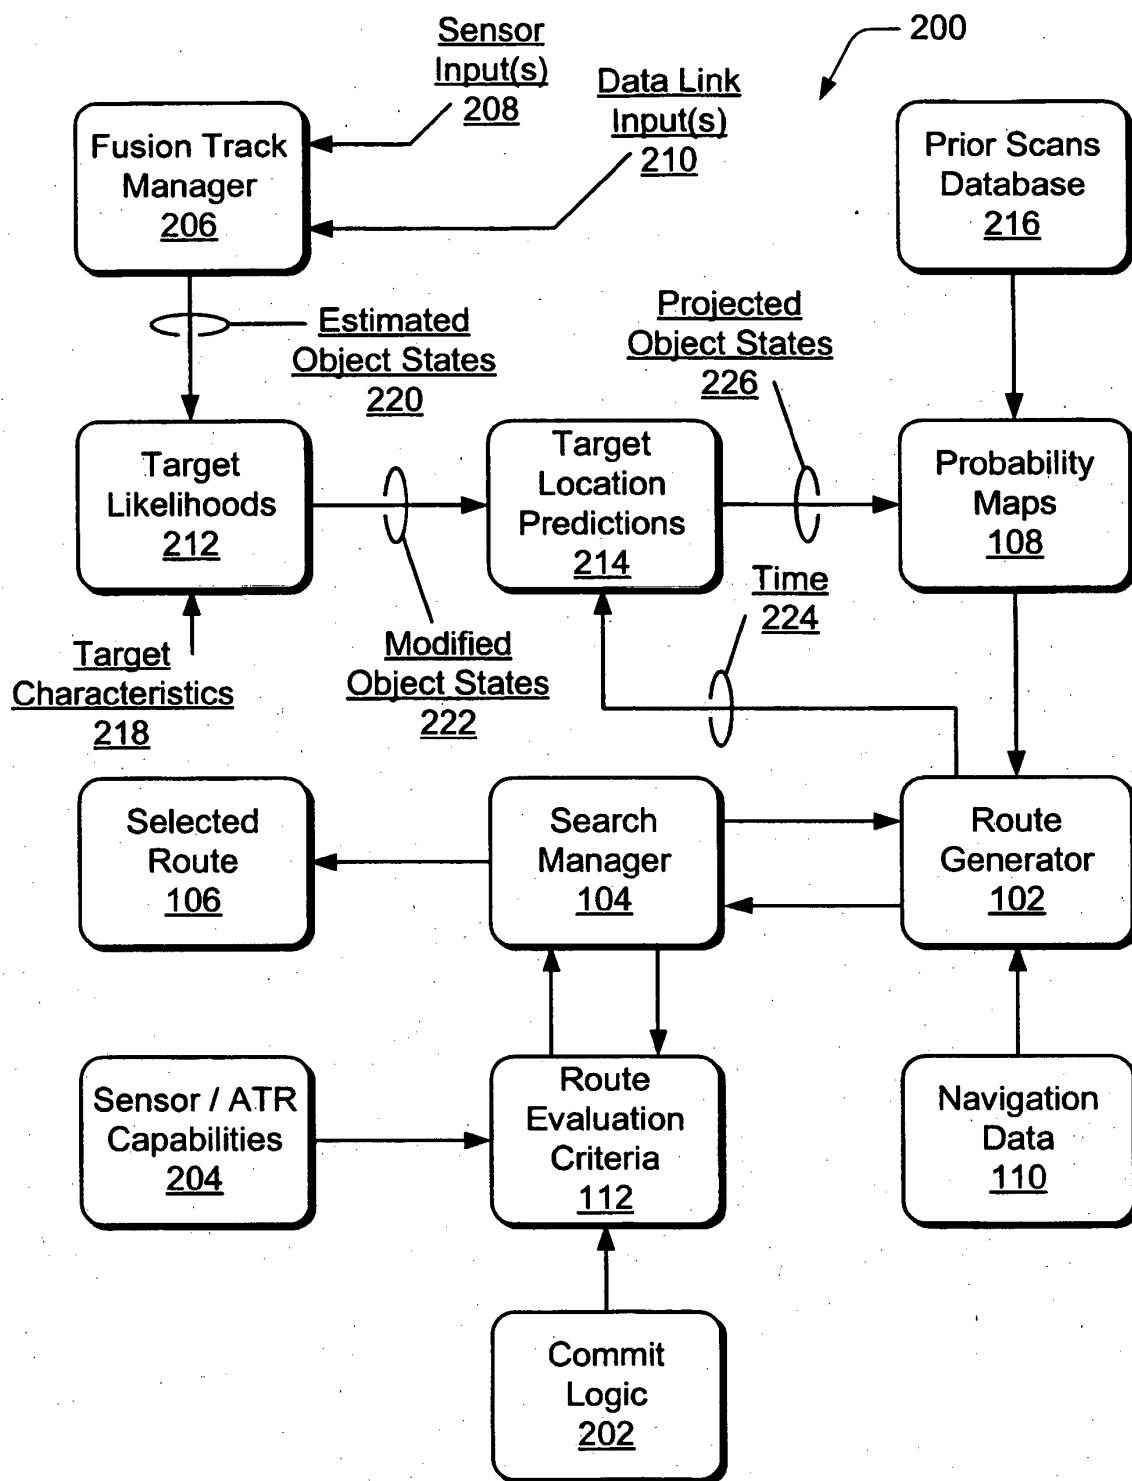 200
Sensor
Input(s)
208
Data Link
Input(s)
210
Fusion Track
Manager
206
Prior Scans
Database
216
Estimated
Object States
220
Projected
Object States
226
Target
Likelihoods
212
Target
Location
Predictions
214
Probability
Maps
108
Time
224
Target
Characteristics
218
Modified
Object States
222
Selected
Route
106
Search
Manager
104
Route
Generator
102
Sensor / ATR
Capabilities
204
Route
Evaluation
Criteria
112
Navigation
Data
110
Commit
Logic
202